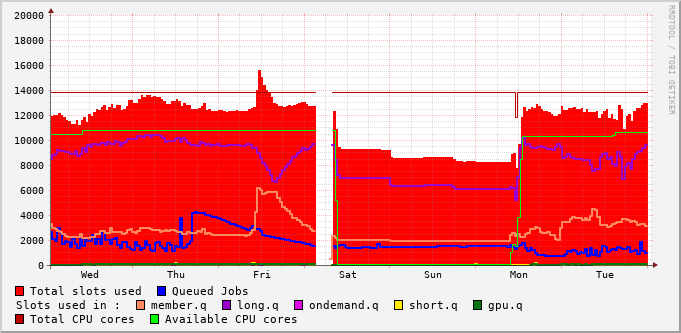 20000
18000
16000
14000
12000
10000
8000
6000
4000
2000
0
Wed Thu Fri Sat Sun Mon Tue
RRDTOOL / TOBI OETIKER
Total slots used Queued Jobs
Slots used in : member.q long.q ondemand.q short.q gpu.q
Total CPU cores Available CPU cores